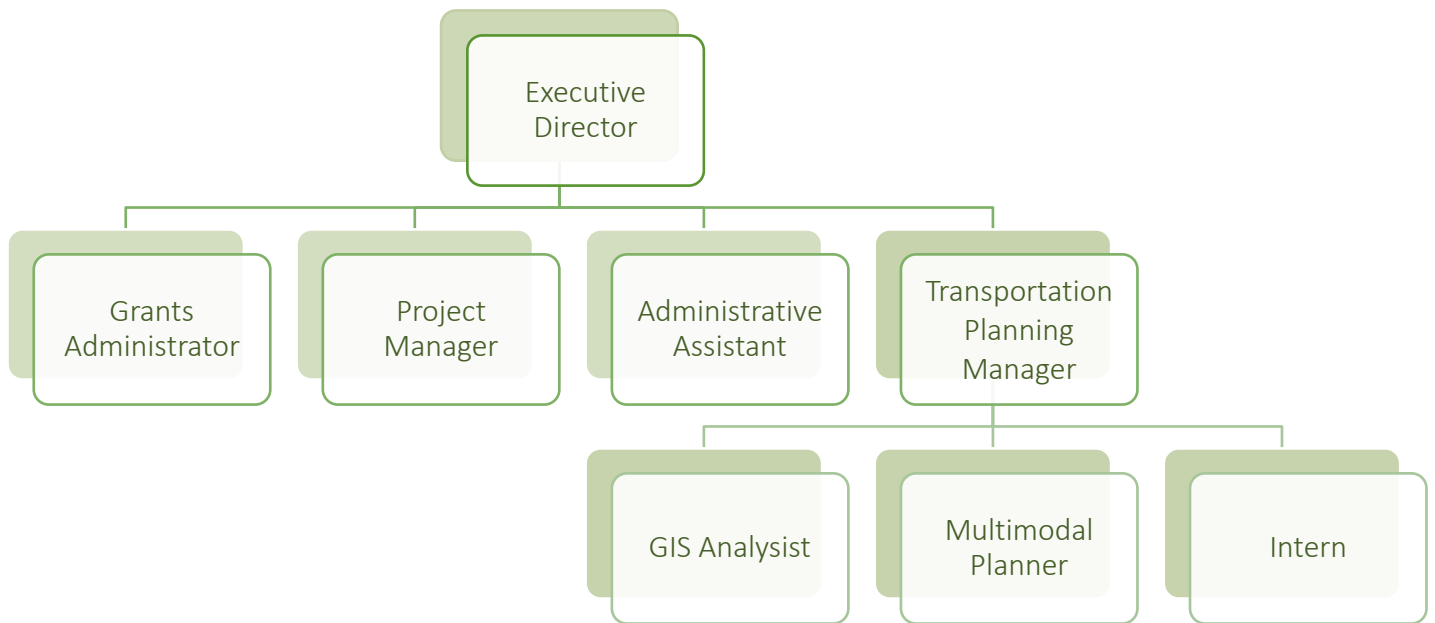 Executive
Director
Grants
Administrator
Project
Manager
Administrative
Assistant
Transportation
Planning
Manager
GIS Analysist
Multimodal
Planner
Intern